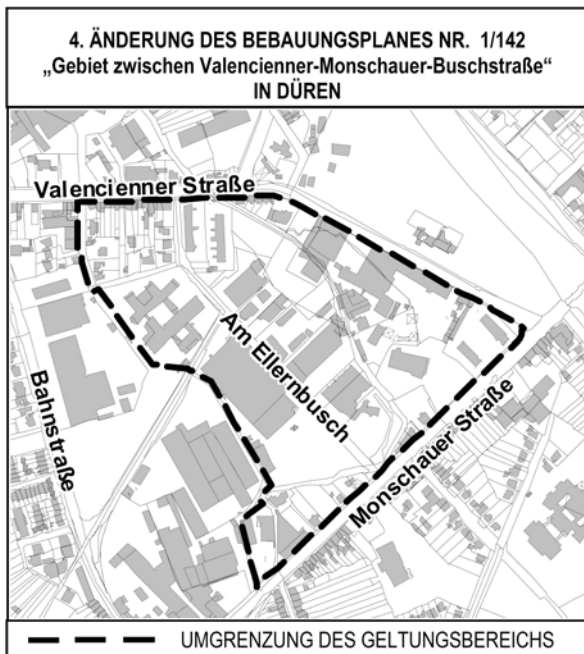 4. ÄNDERUNG DES BEBAUUNGSPLANES NR. 1/142
„Gebiet zwischen Valencienner-Monschauer-Buschstraße“
IN DÜREN
Valencienner Straße
Am Ellernbusch
Bahnstraße
Monschauer Straße
UMGRENZUNG DES GELTUNGSBEREICHS